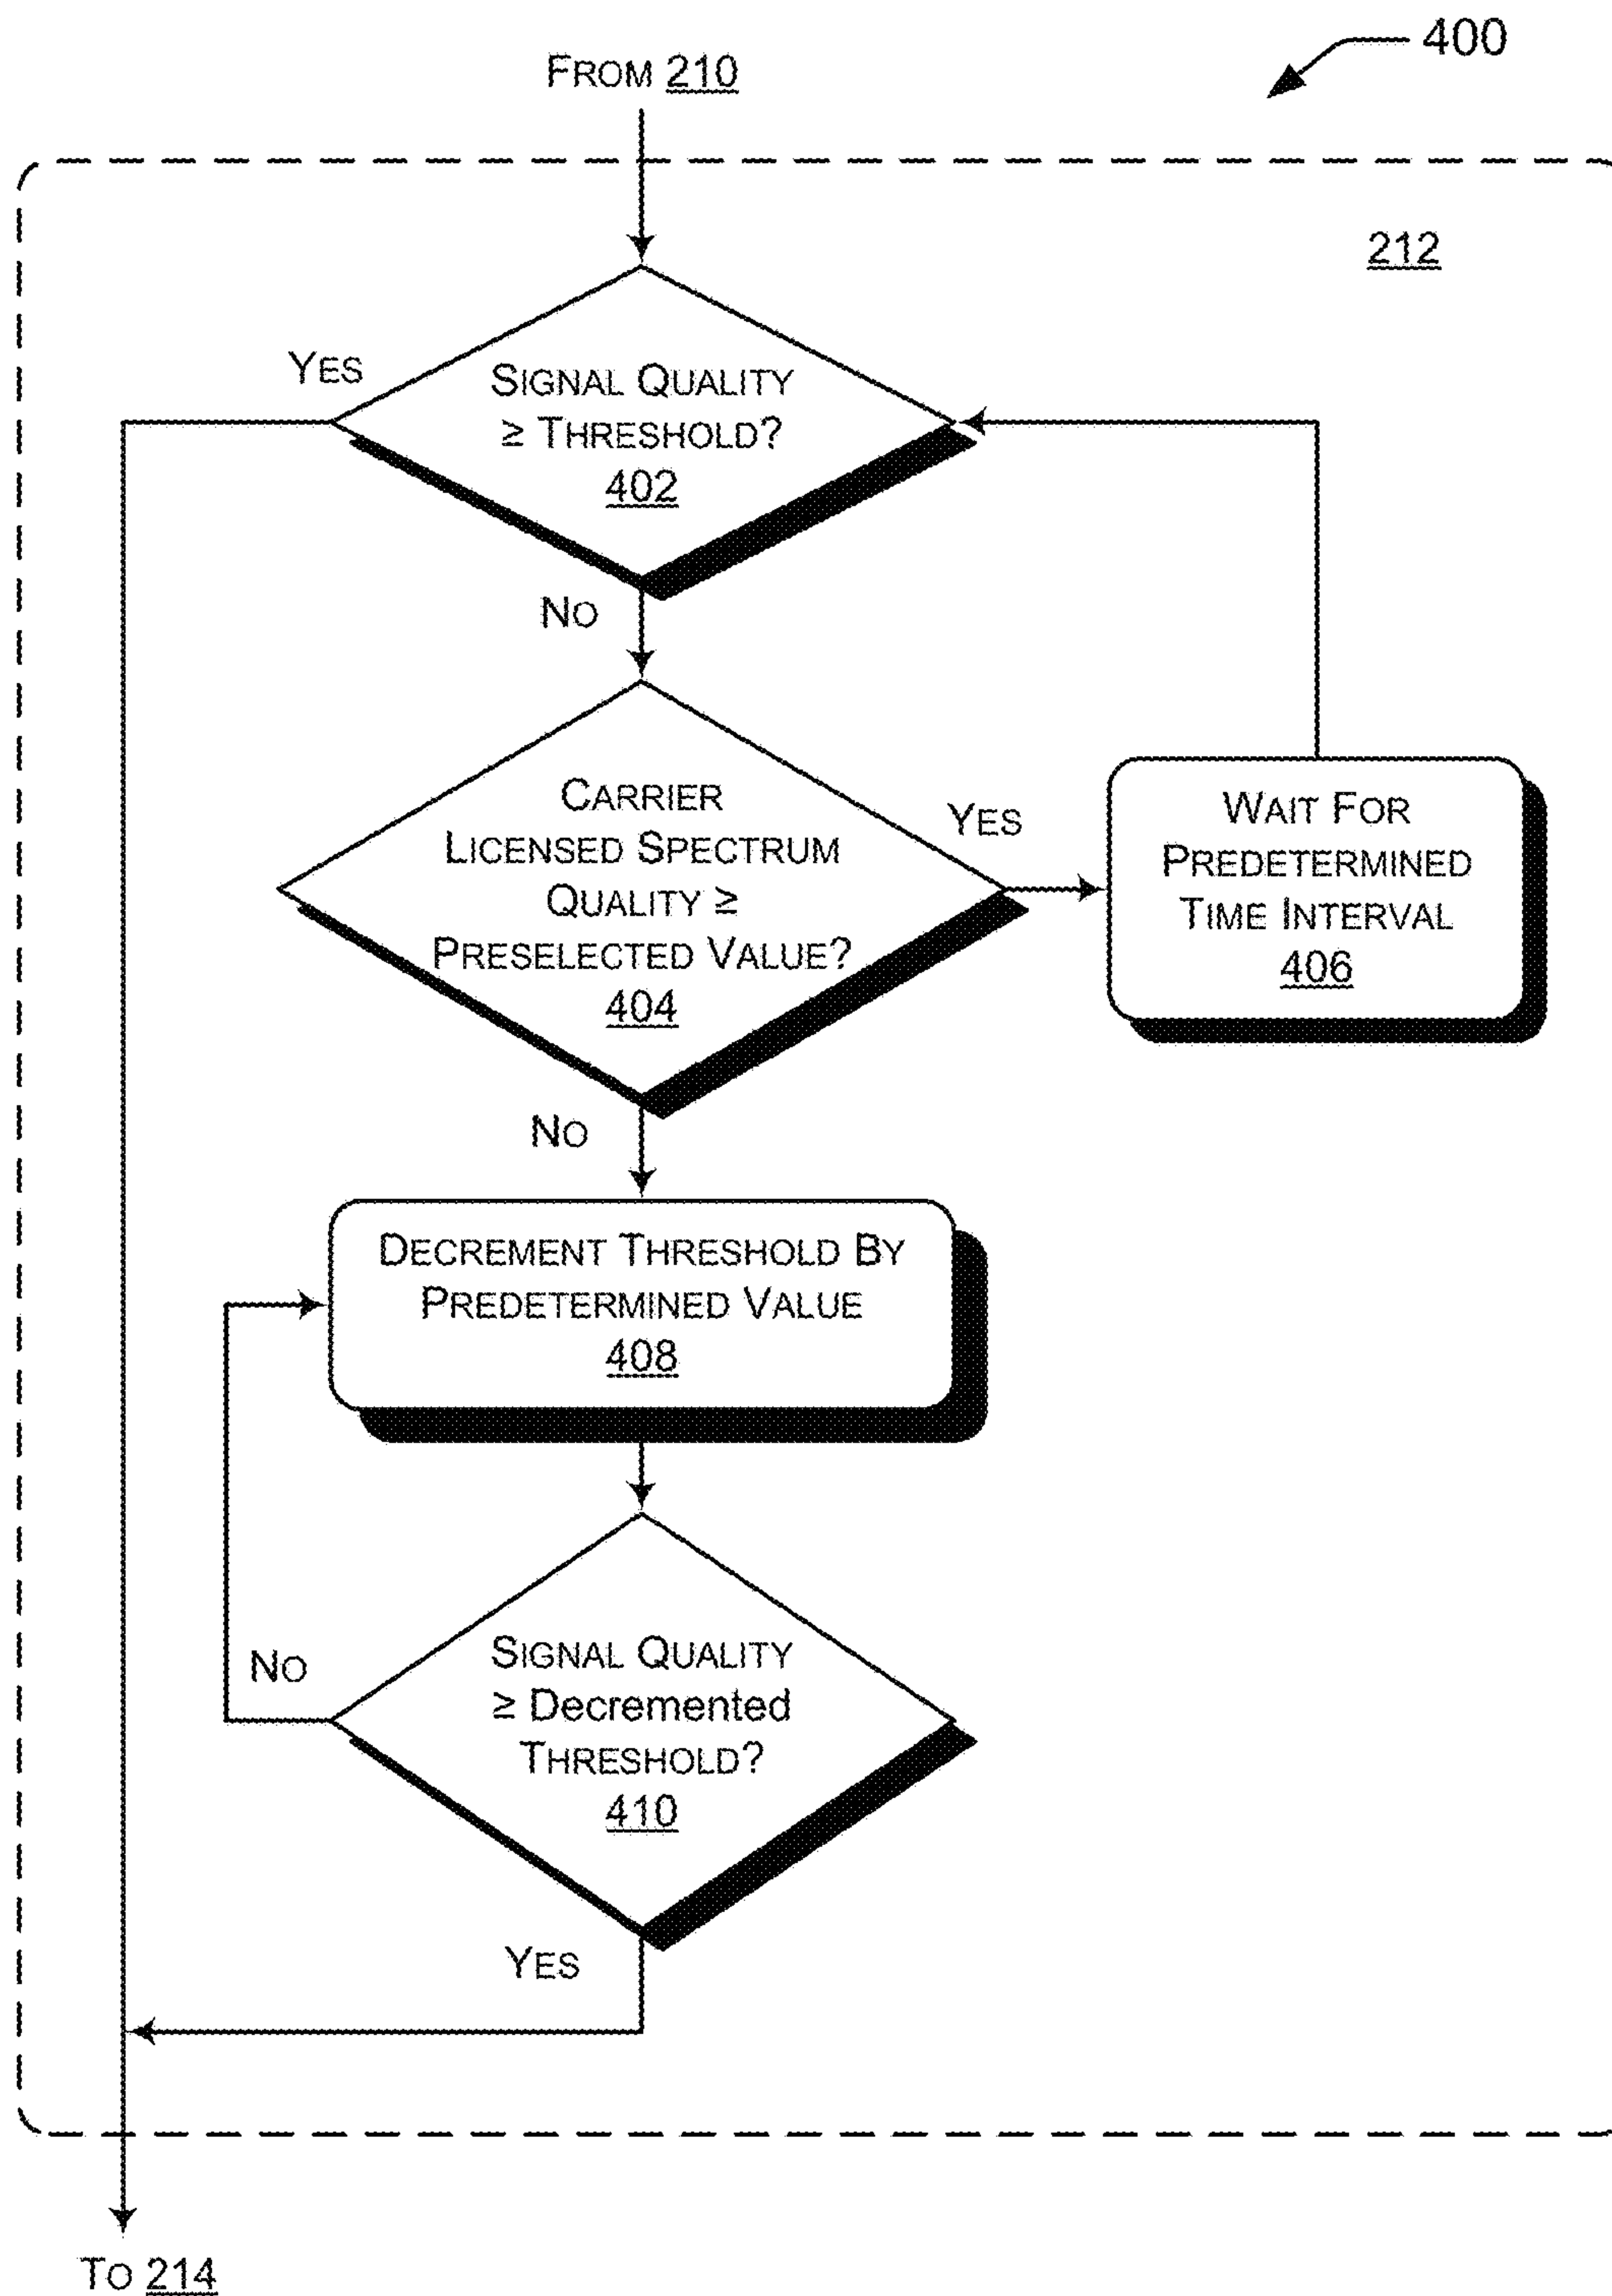 400
FROM 210
212
YES
SIGNAL QUALITY
≥ THRESHOLD?
402
NO
CARRIER
LICENSED SPECTRUM
QUALITY ≥
PRESELECTED VALUE?
404
YES
WAIT FOR
PREDETERMINED
TIME INTERVAL
406
NO
DECREMENT THRESHOLD BY
PREDETERMINED VALUE
408
NO
SIGNAL QUALITY
≥ Decremented
THRESHOLD?
410
YES
TO 214